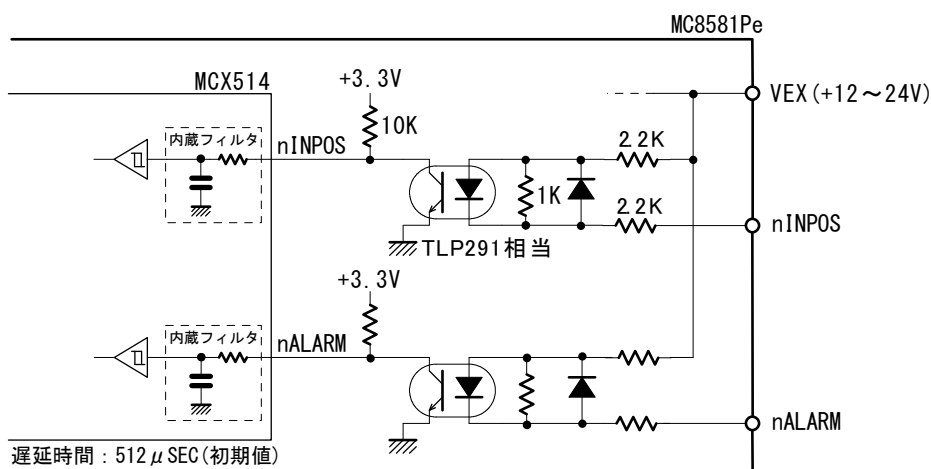 MC8581Pe
MCX514
+3.3V
VEX(+12～24V)
内蔵フィルタ
nINPOS
10K
2.2K
1K
2.2K
nINPOS
TLP291相当
+3.3V
内蔵フィルタ
nALARM
nALARM
遅延時間：512μSEC(初期値)